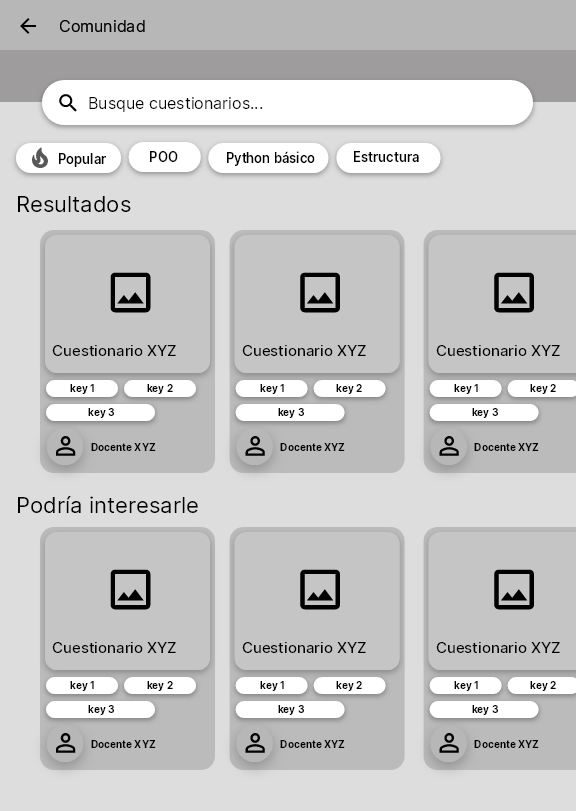 Comunidad
Busque cuestionarios...
Popular POO Python básico Estructura
Resultados
Cuestionario XYZ Cuestionario XYZ Cuestionario XYZ
key 1 key 2 key 1 key 2 key 1 key 2
key 3 key 3 key 3
Docente XYZ Docente XYZ Docente XYZ
Podría interesarle
Cuestionario XYZ Cuestionario XYZ Cuestionario XYZ
key 1 key 2 key 1 key 2 key 1 key 2
key 3 key 3 key 3
Docente XYZ Docente XYZ Docente XYZ